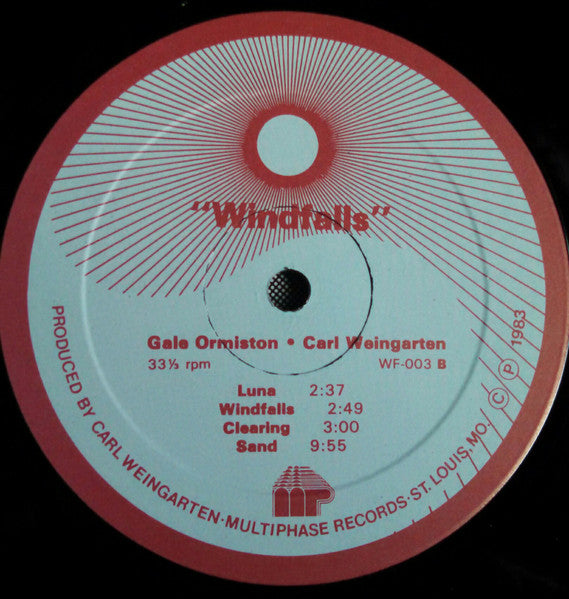 "Windfalls"
Gale Ormiston • Carl Weingarten
33⅓ rpm WF-003 B
Luna 2:37
Windfalls 2:49
Clearing 3:00
Sand 9:55
MP
PRODUCED BY CARL WEINGARTEN·MULTIPHASE RECORDS·ST. LOUIS, MO./ © ℗ 1983